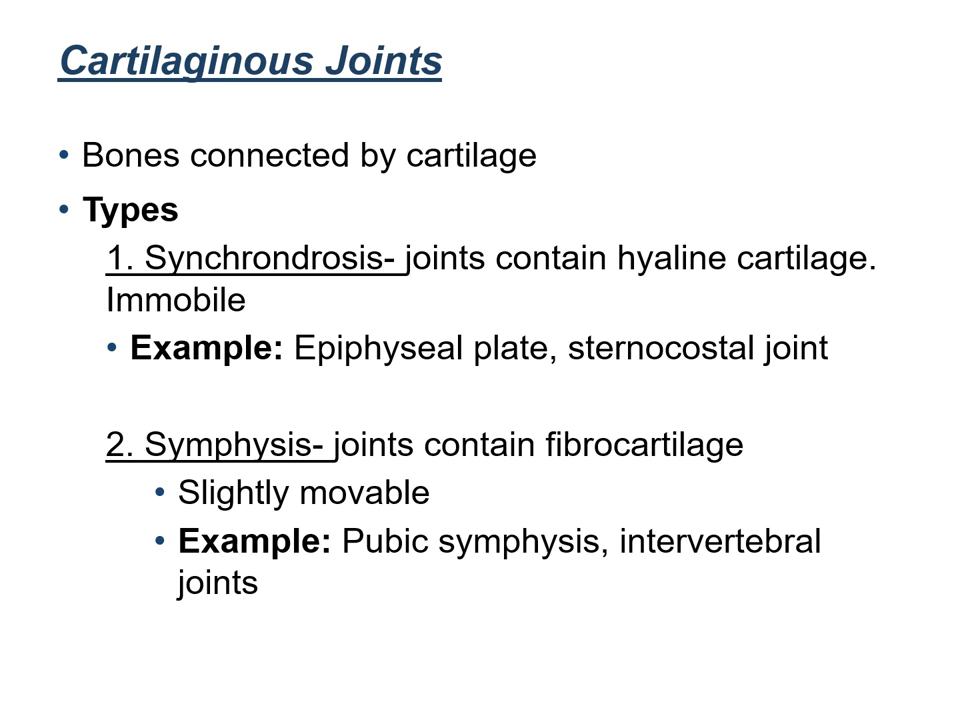 Cartilaginous Joints
• Bones connected by cartilage
• Types
1. Synchrondrosis- joints contain hyaline cartilage.
Immobile
• Example: Epiphyseal plate, sternocostal joint
2. Symphysis- joints contain fibrocartilage
• Slightly movable
• Example: Pubic symphysis, intervertebral
joints